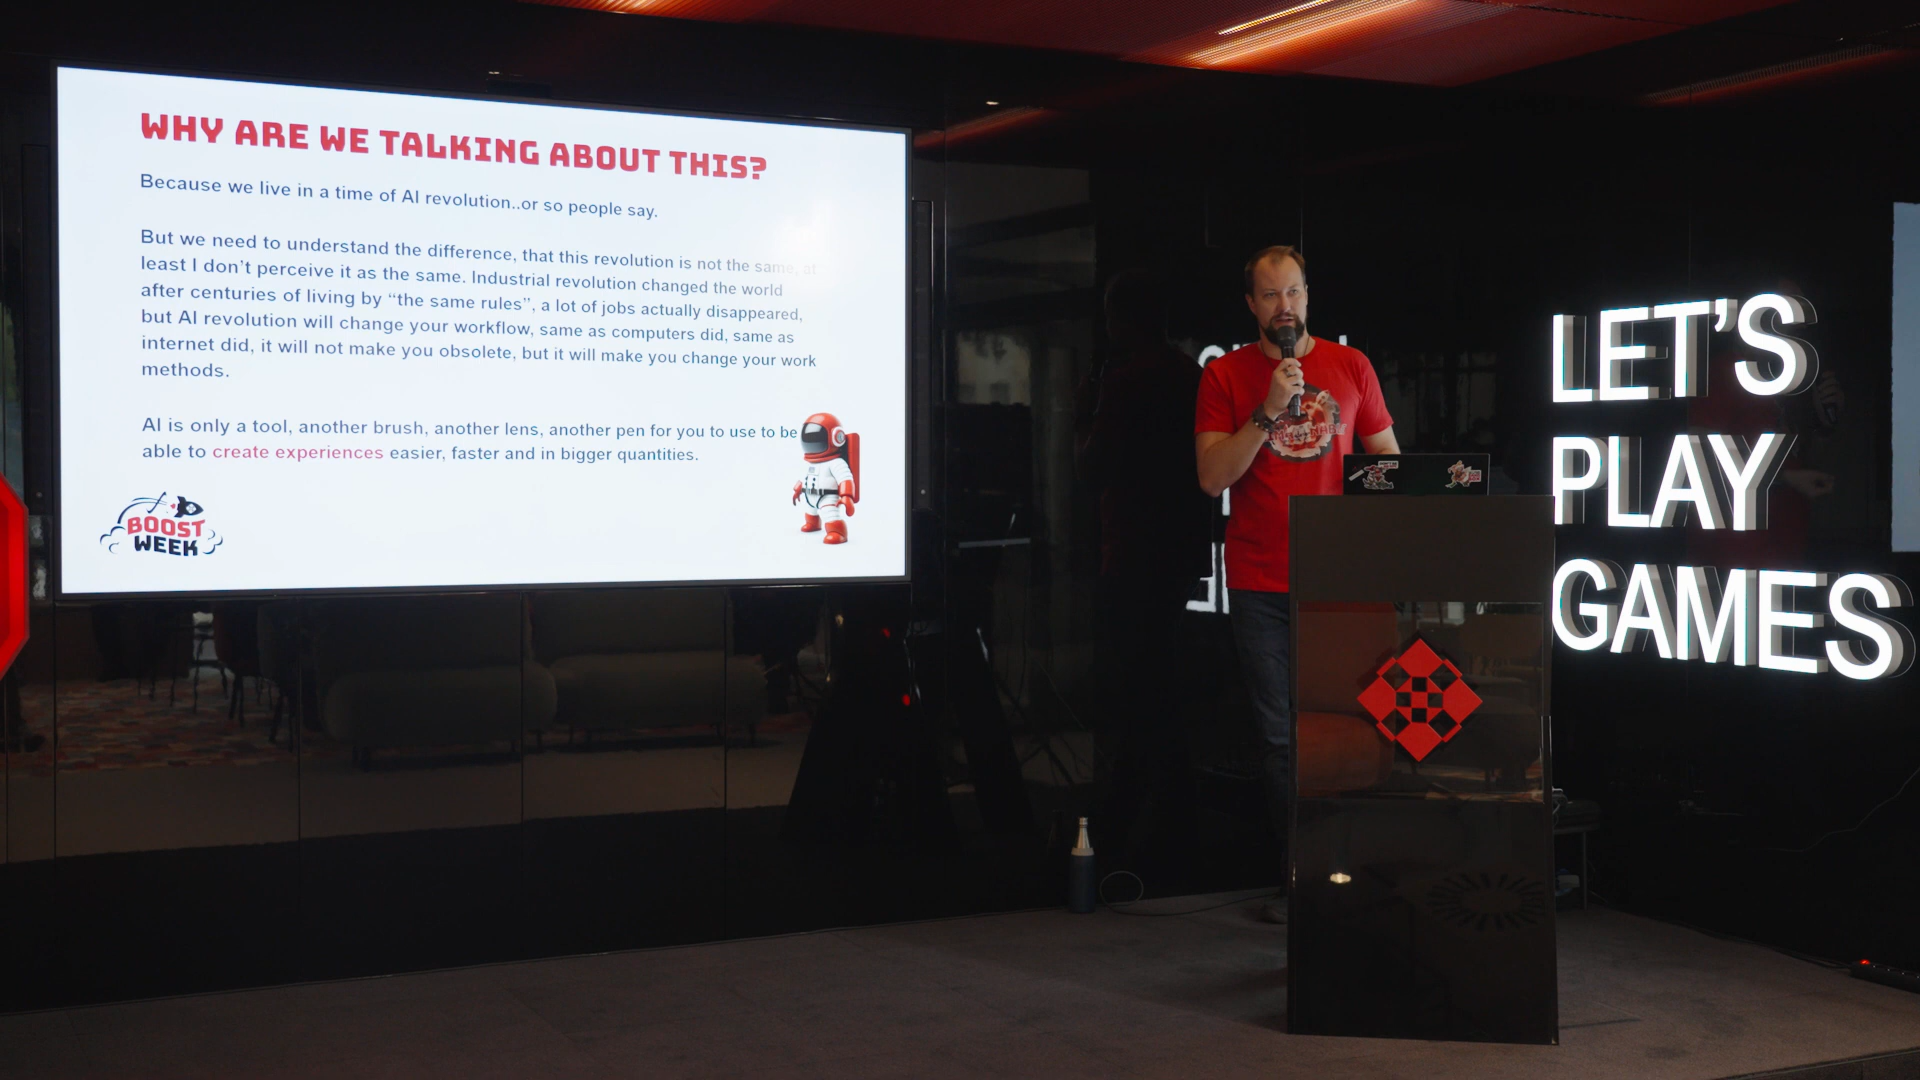 WHY ARE WE TALKING ABOUT THIS?
Because we live in a time of AI revolution..or so people say.
But we need to understand the difference, that this revolution is not the same, at
least I don't perceive it as the same. Industrial revolution changed the world
after centuries of living by “the same rules”, a lot of jobs actually disappeared,
but AI revolution will change your workflow, same as computers did, same as
internet did, it will not make you obsolete, but it will make you change your work
methods.
AI is only a tool, another brush, another lens, another pen for you to use to be
able to create experiences easier, faster and in bigger quantities.
BOOST
WEEK
LET'S
PLAY
GAMES